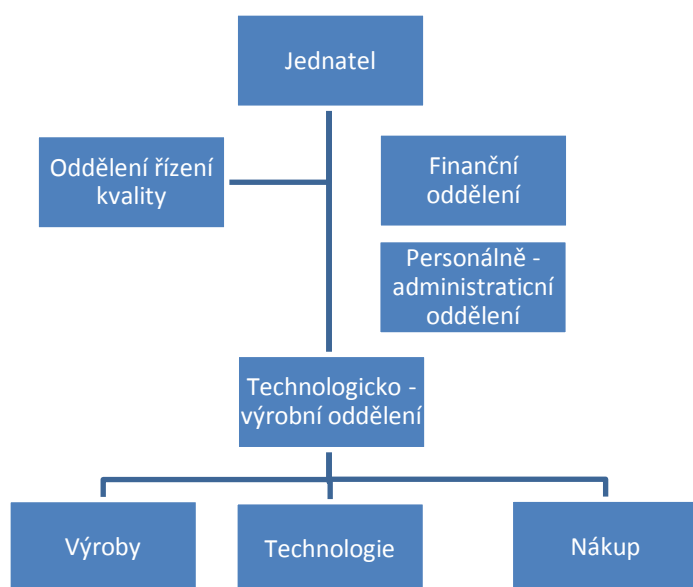 Jednatel
Oddělení řízení
kvality
Finanční
oddělení
Personálně -
administraticní
oddělení
Technologicko -
výrobní oddělení
Výroby
Technologie
Nákup